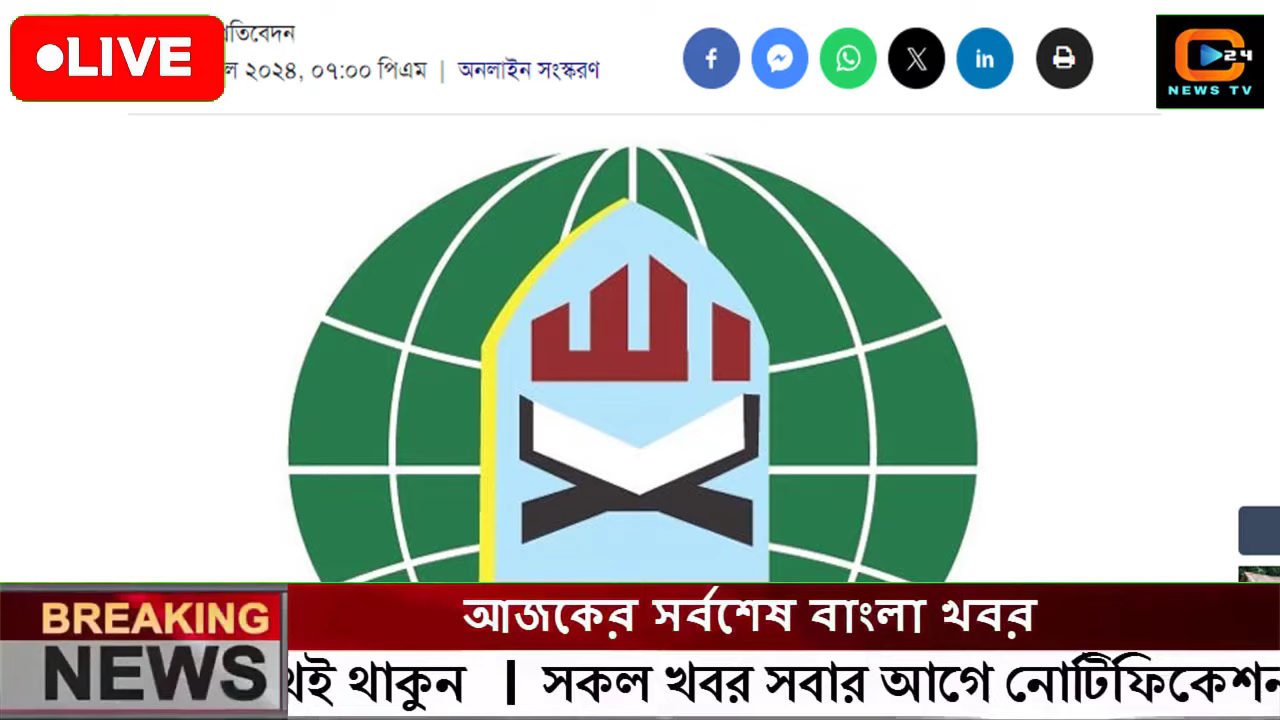 LIVE
প্রতিবেদন
২০২৪, ০৭:০০ পিএম | অনলাইন সংস্করণ
24
NEWS TV
BREAKING
NEWS
আজকের সর্বশেষ বাংলা খবর
থাকুন | সকল খবর সবার আগে নোটিফিকেশন